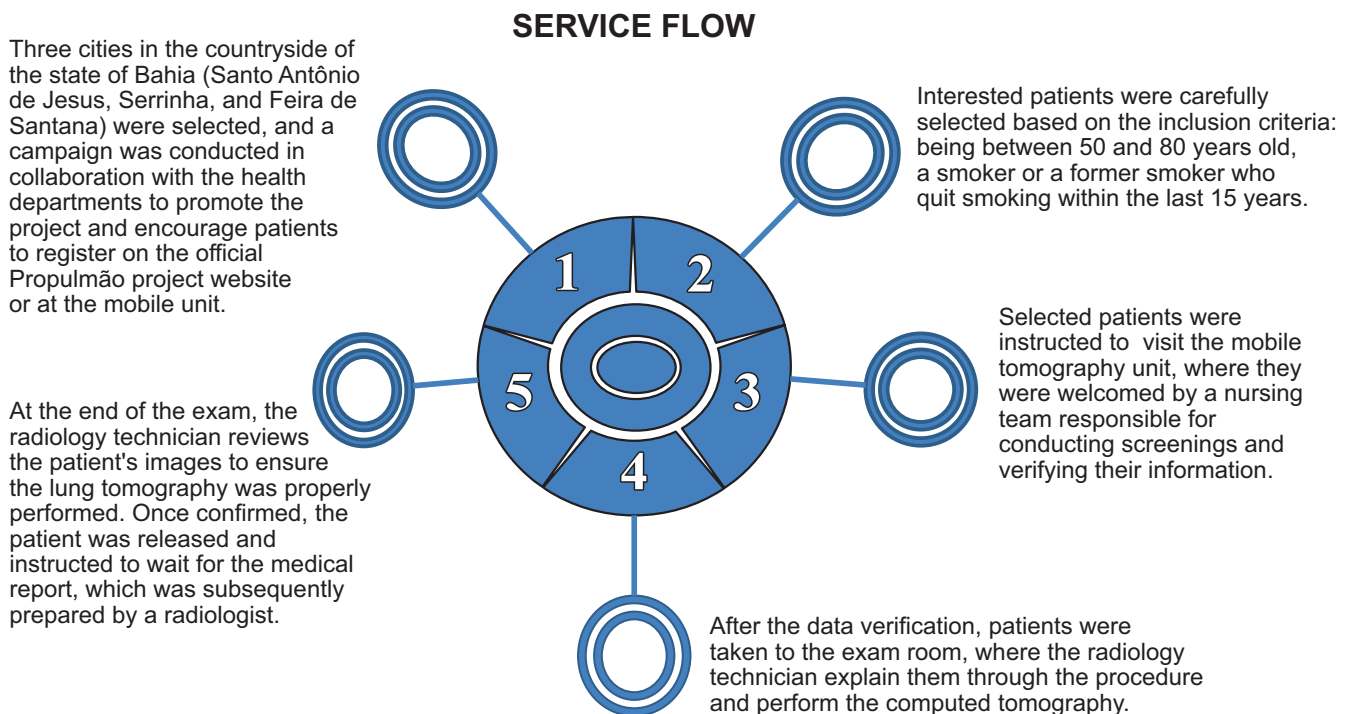 SERVICE FLOW
Three cities in the countryside of
the state of Bahia (Santo Antônio
de Jesus, Serrinha, and Feira de
Santana) were selected, and a
campaign was conducted in
collaboration with the health
departments to promote the
project and encourage patients
to register on the official
Propulmão project website
or at the mobile unit.
Interested patients were carefully
selected based on the inclusion criteria:
being between 50 and 80 years old,
a smoker or a former smoker who
quit smoking within the last 15 years.
1
2
3
4
5
Selected patients were
instructed to visit the mobile
tomography unit, where they
were welcomed by a nursing
team responsible for
conducting screenings and
verifying their information.
After the data verification, patients were
taken to the exam room, where the radiology
technician explain them through the procedure
and perform the computed tomography.
At the end of the exam, the
radiology technician reviews
the patient's images to ensure
the lung tomography was properly
performed. Once confirmed, the
patient was released and
instructed to wait for the medical
report, which was subsequently
prepared by a radiologist.